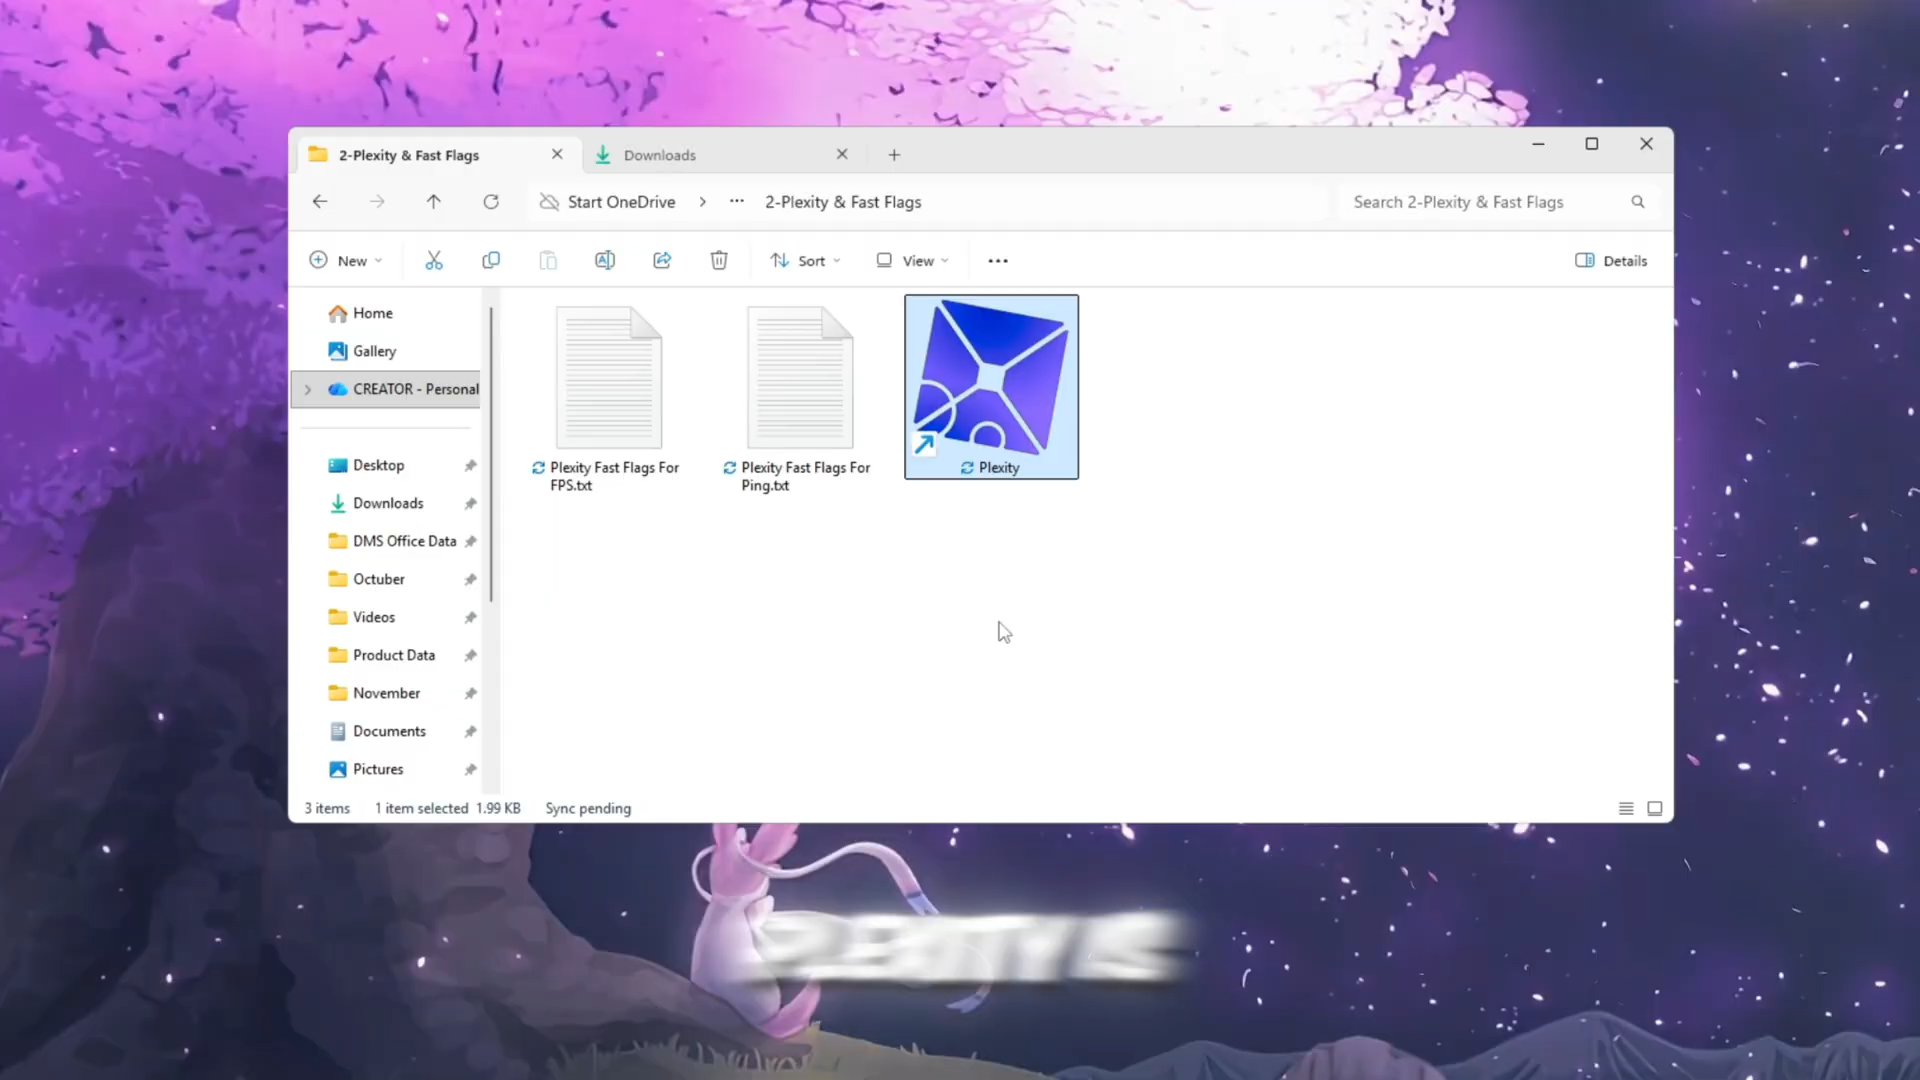 2-Plexity & Fast Flags
Downloads
Start OneDrive
2-Plexity & Fast Flags
Search 2-Plexity & Fast Flags
New
Sort
View
Details
Home
Gallery
CREATOR - Personal
Desktop
Downloads
DMS Office Data
Octuber
Videos
Product Data
November
Documents
Pictures
Plexity Fast Flags For
FPS.txt
Plexity Fast Flags For
Ping.txt
Plexity
3 items 1 item selected 1.99 KB Sync pending